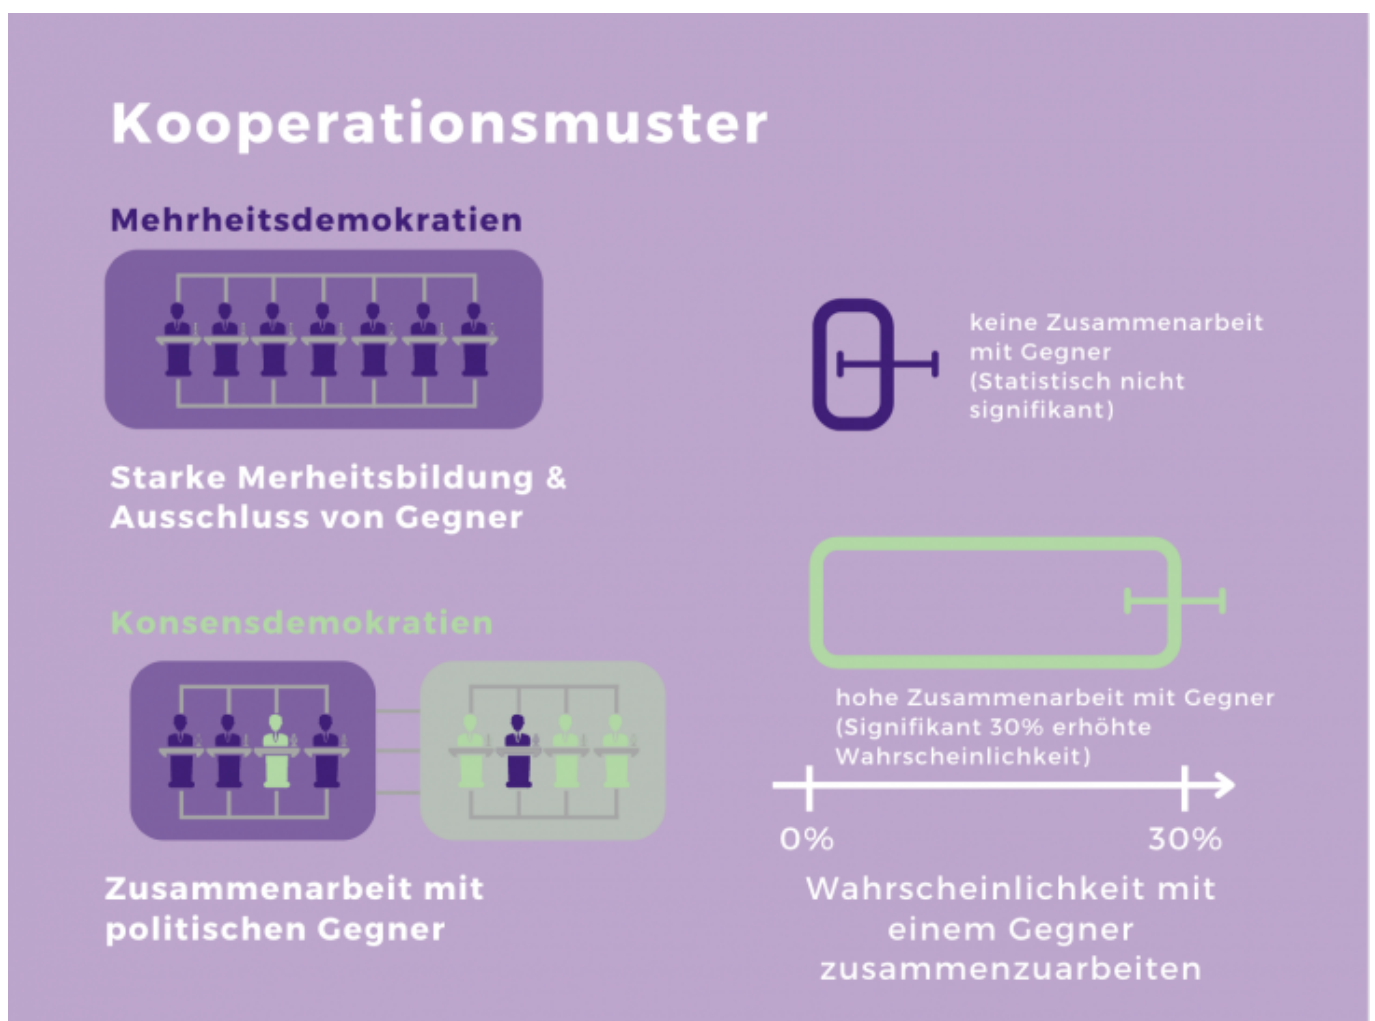 Kooperationsmuster
Mehrheitsdemokratien
Starke Merheitsbildung &
Ausschluss von Gegner
keine Zusammenarbeit
mit Gegner
(Statistisch nicht
signifikant)
Konsensdemokratien
Zusammenarbeit mit
politischen Gegner
hohe Zusammenarbeit mit Gegner
(Signifikant 30% erhöhte
Wahrscheinlichkeit)
0%
30%
Wahrscheinlichkeit mit
einem Gegner
zusammenzuarbeiten